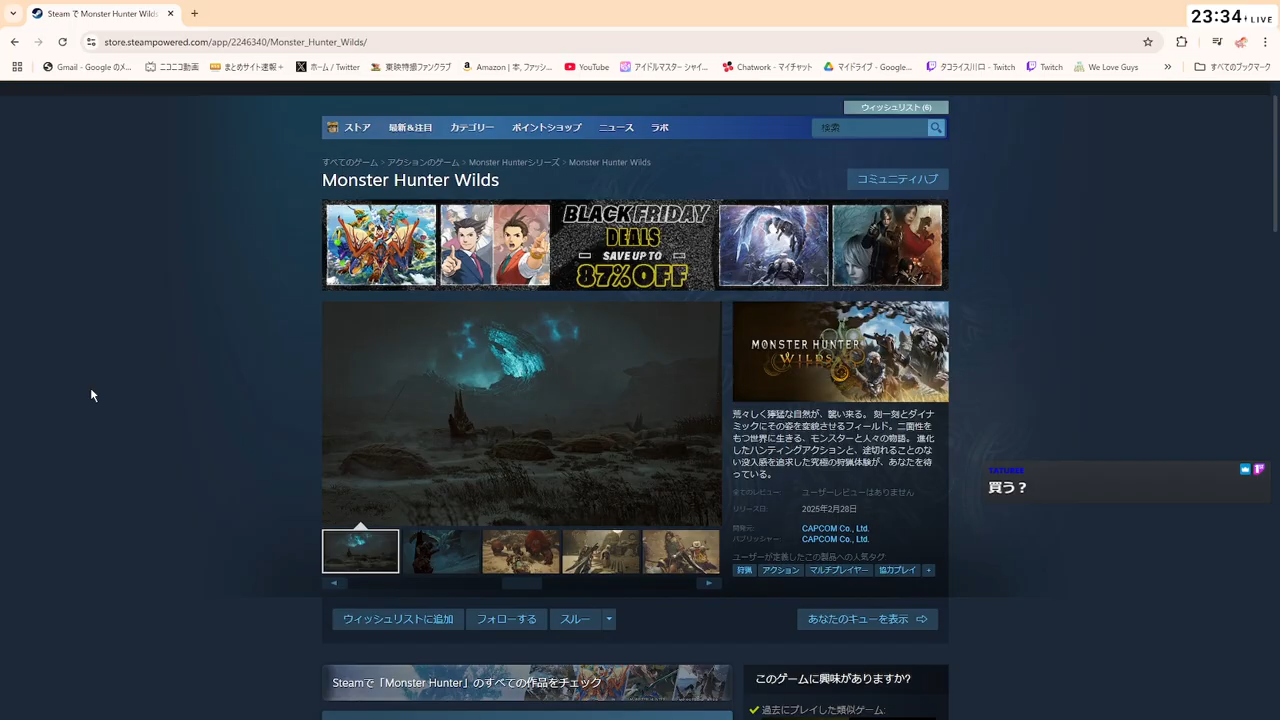 Steam で Monster Hunter Wilds
23:34 LIVE
store.steampowered.com/app/2246340/Monster_Hunter_Wilds/
Gmail - Google のメ...
ニコニコ動画
まとめサイト速報+
ホーム / Twitter
東映特撮ファンクラブ
Amazon | 本, ファッシ...
YouTube
アイドルマスター シャイ...
Chatwork - マイチャット
マイドライブ - Google...
タコライス川口 - Twitch
Twitch
We Love Guys
すべてのブックマーク
ウィッシュリスト (6)
ストア
最新&注目
カテゴリー
ポイントショップ
ニュース
ラボ
検索
すべてのゲーム > アクションのゲーム > Monster Hunterシリーズ > Monster Hunter Wilds
Monster Hunter Wilds
コミュニティハブ
BLACK FRIDAY
DEALS
SAVE UP TO
87% OFF
MONSTER HUNTER
WILDS
荒々しく獰猛な自然が、襲い来る。 刻一刻とダイナ
ミックにその姿を変貌させるフィールド。二面性を
もつ世界に生きる、モンスターと人々の物語。 進化
したハンティングアクションと、途切れることのな
い没入感を追求した究極の狩猟体験が、あなたを待
っている。
全てのレビュー: ユーザーレビューはありません
リリース日: 2025年2月28日
開発元: CAPCOM Co., Ltd.
パブリッシャー: CAPCOM Co., Ltd.
ユーザーが定義したこの製品への人気タグ:
狩猟
アクション
マルチプレイヤー
協力プレイ
+
TATUBEE
買う？
ウィッシュリストに追加
フォローする
スルー
あなたのキューを表示
Steamで「Monster Hunter」のすべての作品をチェック
このゲームに興味がありますか?
過去にプレイした類似ゲーム: